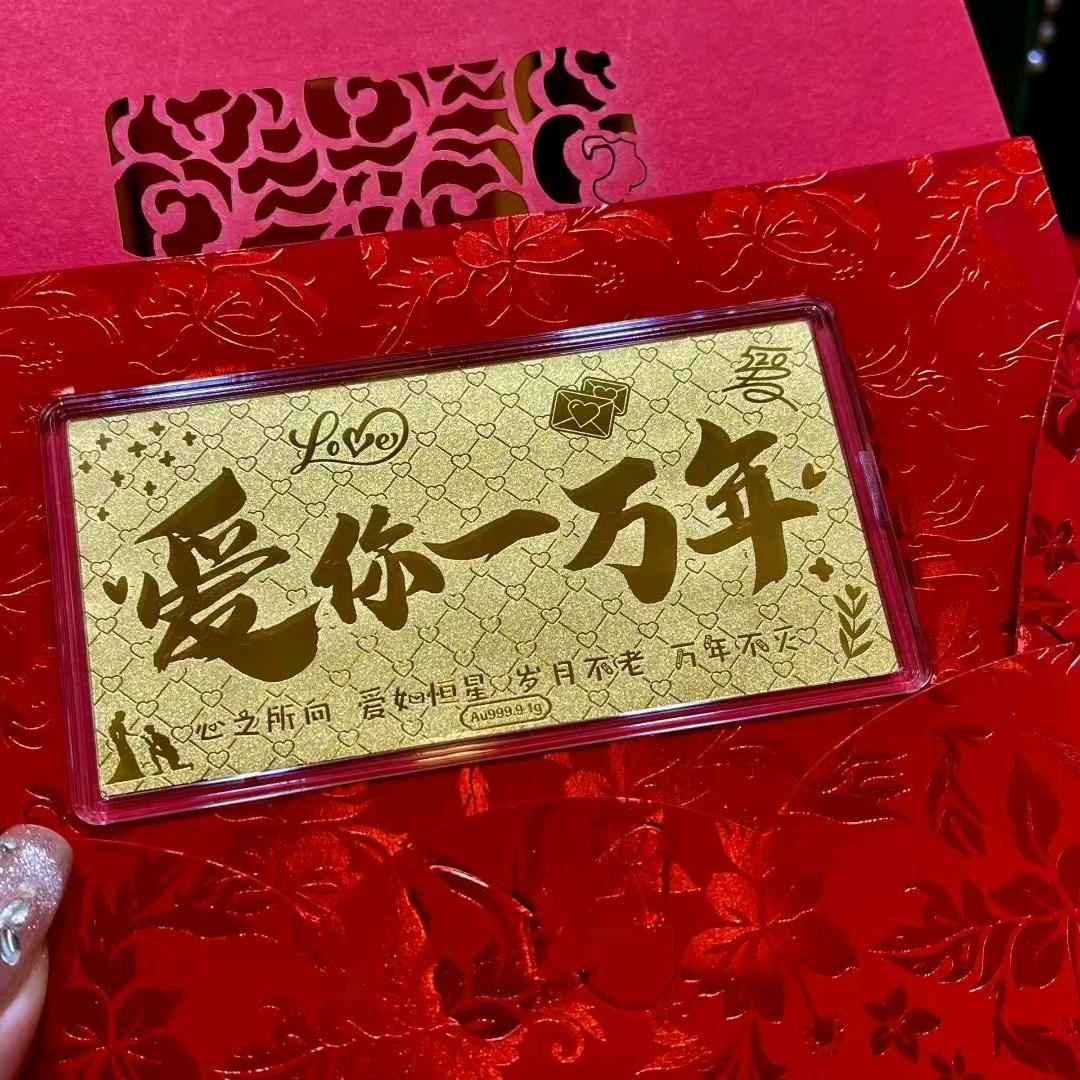 520
Love
爱你一万年
心之所向 爱如恒星 岁月不老 万年不灭
Au999.9 1g